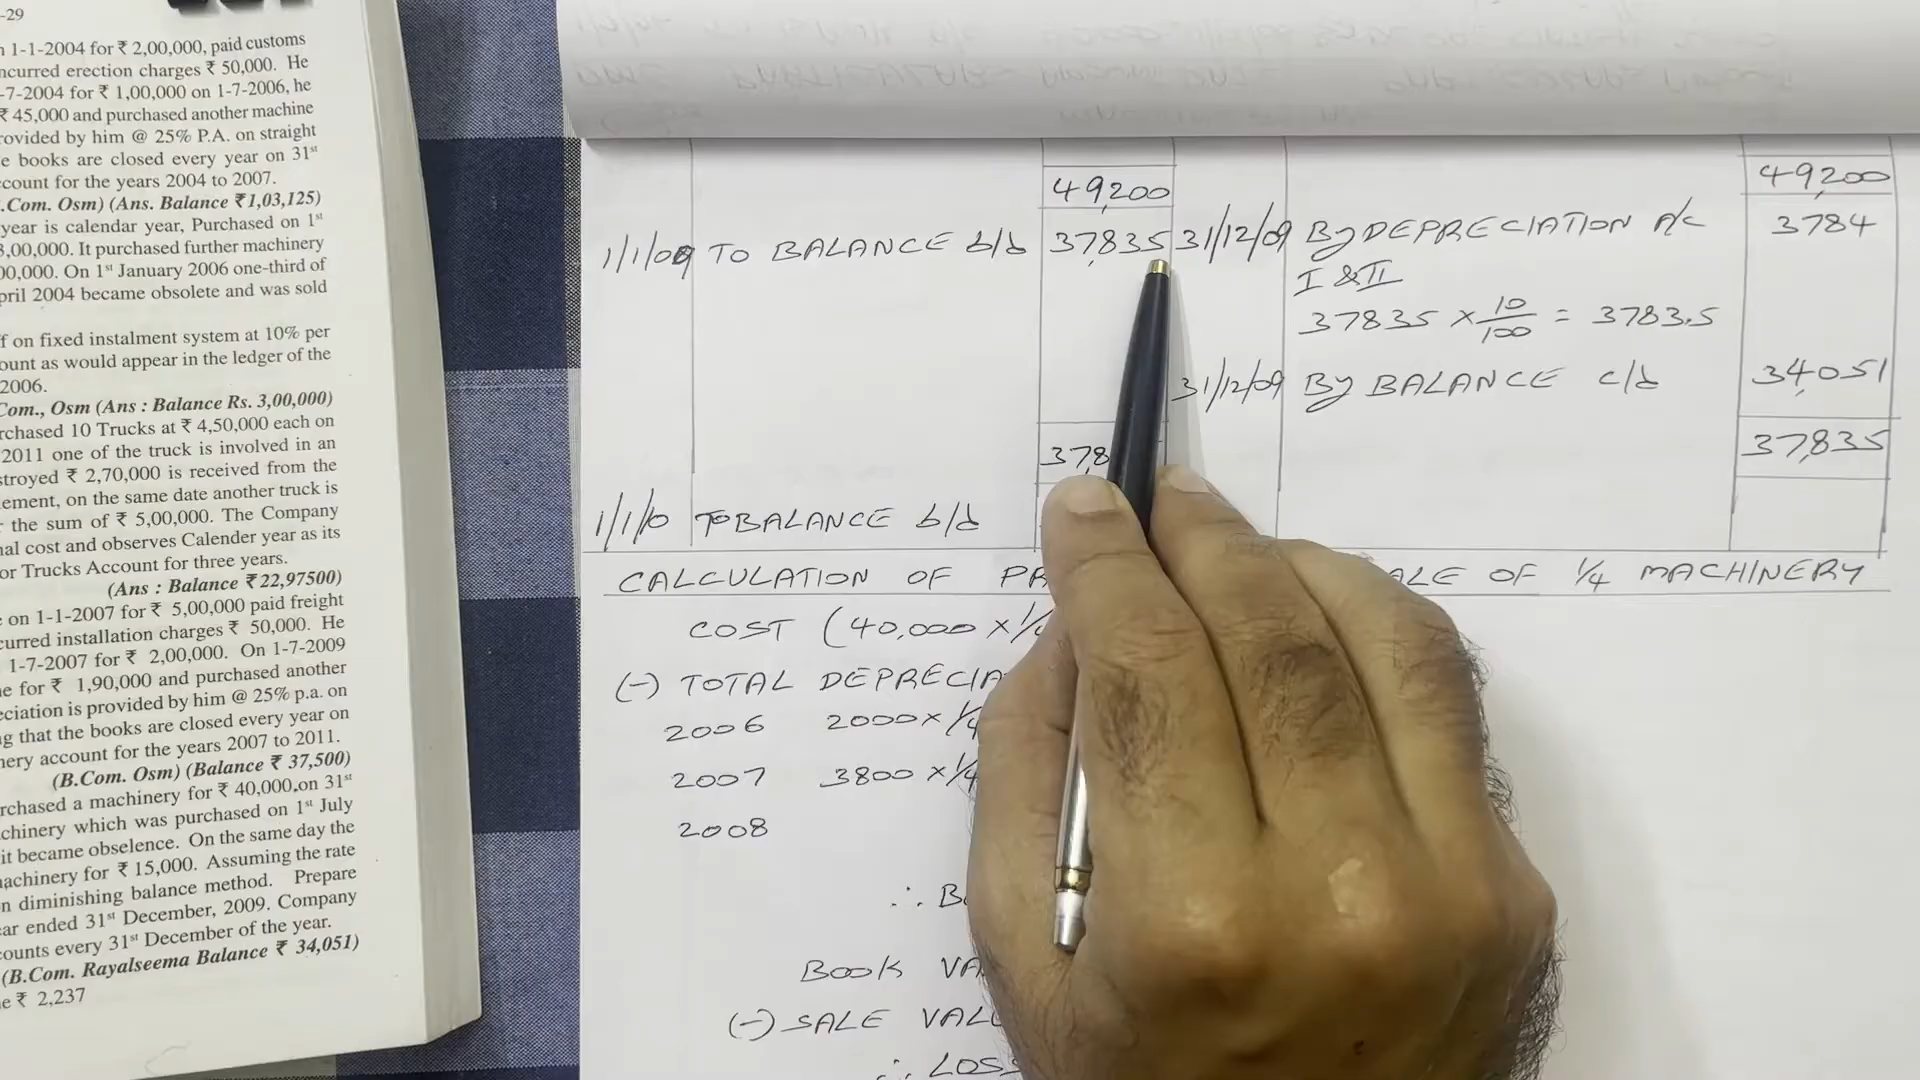 -29
1-1-2004 for ₹ 2,00,000, paid customs
ncurred erection charges ₹ 50,000. He
-7-2004 for ₹ 1,00,000 on 1-7-2006, he
₹ 45,000 and purchased another machine
rovided by him @ 25% P.A. on straight
e books are closed every year on 31st
count for the years 2004 to 2007.
.Com. Osm) (Ans. Balance ₹1,03,125)
year is calendar year, Purchased on 1st
3,00,000. It purchased further machinery
00,000. On 1st January 2006 one-third of
pril 2004 became obsolete and was sold
f on fixed instalment system at 10% per
ount as would appear in the ledger of the
2006.
Com., Osm (Ans : Balance Rs. 3,00,000)
rchased 10 Trucks at ₹ 4,50,000 each on
2011 one of the truck is involved in an
stroyed ₹ 2,70,000 is received from the
ement, on the same date another truck is
r the sum of ₹ 5,00,000. The Company
nal cost and observes Calender year as its
or Trucks Account for three years.
(Ans : Balance ₹ 22,97500)
e on 1-1-2007 for ₹ 5,00,000 paid freight
curred installation charges ₹ 50,000. He
1-7-2007 for ₹ 2,00,000. On 1-7-2009
ne for ₹ 1,90,000 and purchased another
eciation is provided by him @ 25% p.a. on
g that the books are closed every year on
nery account for the years 2007 to 2011.
(B.Com. Osm) (Balance ₹ 37,500)
rchased a machinery for ₹ 40,000,on 31st
chinery which was purchased on 1st July
it became obselence. On the same day the
achinery for ₹ 15,000. Assuming the rate
n diminishing balance method. Prepare
ar ended 31st December, 2009. Company
counts every 31st December of the year.
(B.Com. Rayalseema Balance ₹ 34,051)
e ₹ 2,237
49,200 49,200
1/1/09 TO BALANCE b/d 37,835 31/12/09 By DEPRECIATION A/c 3784
I & II
37835 × 10/100 = 3783.5
31/12/09 By BALANCE c/d 34,051
37,8 37,835
1/1/10 To BALANCE b/d
CALCULATION OF PR ALE OF 1/4 MACHINERY
COST (40,000 × 1/4
(-) TOTAL DEPRECIA
2006 2000 × 1/4
2007 3800 × 1/4
2008
∴ B
BOOK VA
(-) SALE VAL
∴ LOSS